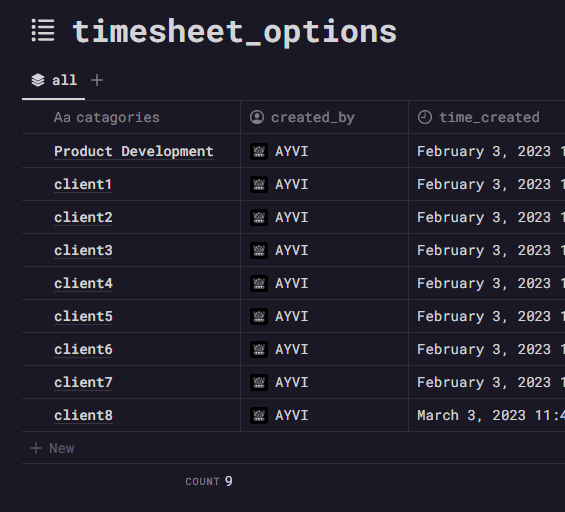 timesheet_options
all
Aa catagories created_by time_created
Product Development AYVI February 3, 2023 1
client1 AYVI February 3, 2023 1
client2 AYVI February 3, 2023 1
client3 AYVI February 3, 2023 1
client4 AYVI February 3, 2023 1
client5 AYVI February 3, 2023 1
client6 AYVI February 3, 2023 1
client7 AYVI February 3, 2023 1
client8 AYVI March 3, 2023 11:4
+ New
COUNT 9